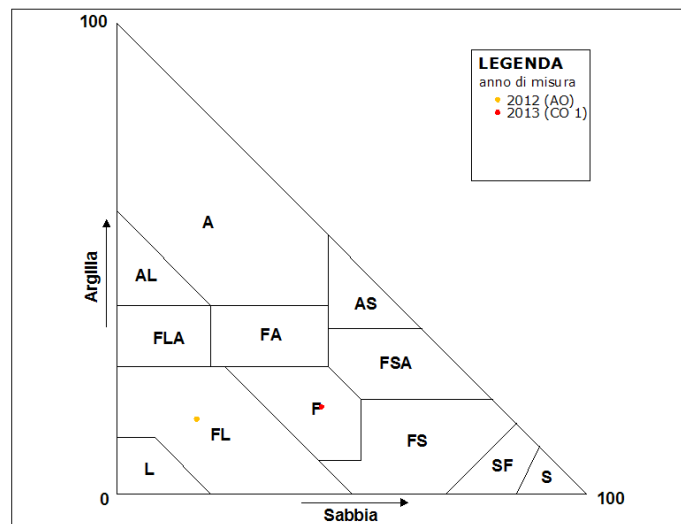 100
LEGENDA
anno di misura
2012 (AO)
2013 (CO 1)
A
Argilla
AL
AS
FLA
FA
FSA
F
FL
FS
L
SF
S
0
100
Sabbia